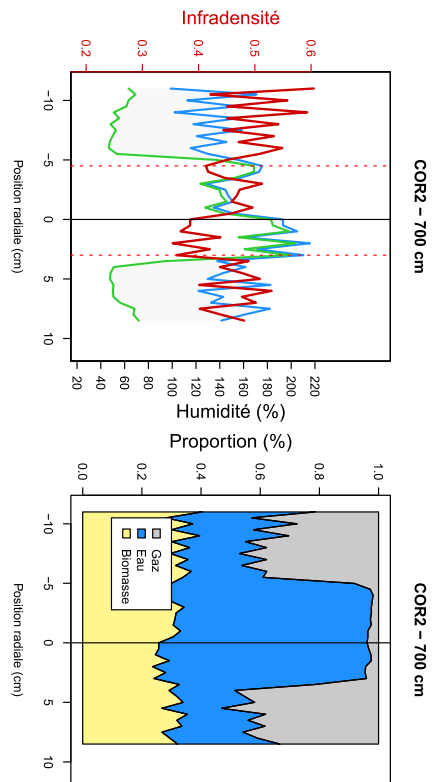 Infradensité
0.2 0.3 0.4 0.5 0.6
COR2 − 700 cm
−10 −5 0 5 10
Position radiale (cm)
20 40 60 80 100 120 140 160 180 200 220
Humidité (%)
Proportion (%)
0.0 0.2 0.4 0.6 0.8 1.0
COR2 − 700 cm
Gaz
Eau
Biomasse
−10 −5 0 5 10
Position radiale (cm)